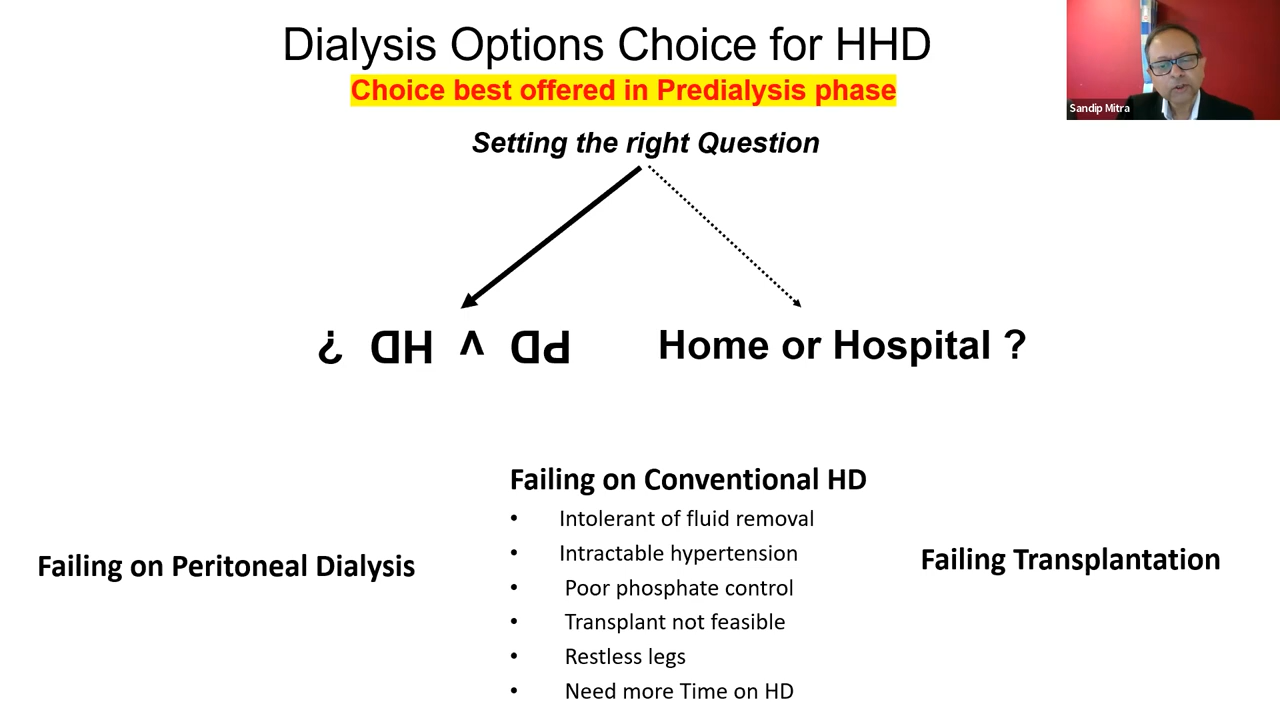 Dialysis Options Choice for HHD
Choice best offered in Predialysis phase
Sandip Mitra
Setting the right Question
PD v HD ?
Home or Hospital ?
Failing on Conventional HD
• Intolerant of fluid removal
• Intractable hypertension
• Poor phosphate control
• Transplant not feasible
• Restless legs
• Need more Time on HD
Failing on Peritoneal Dialysis
Failing Transplantation